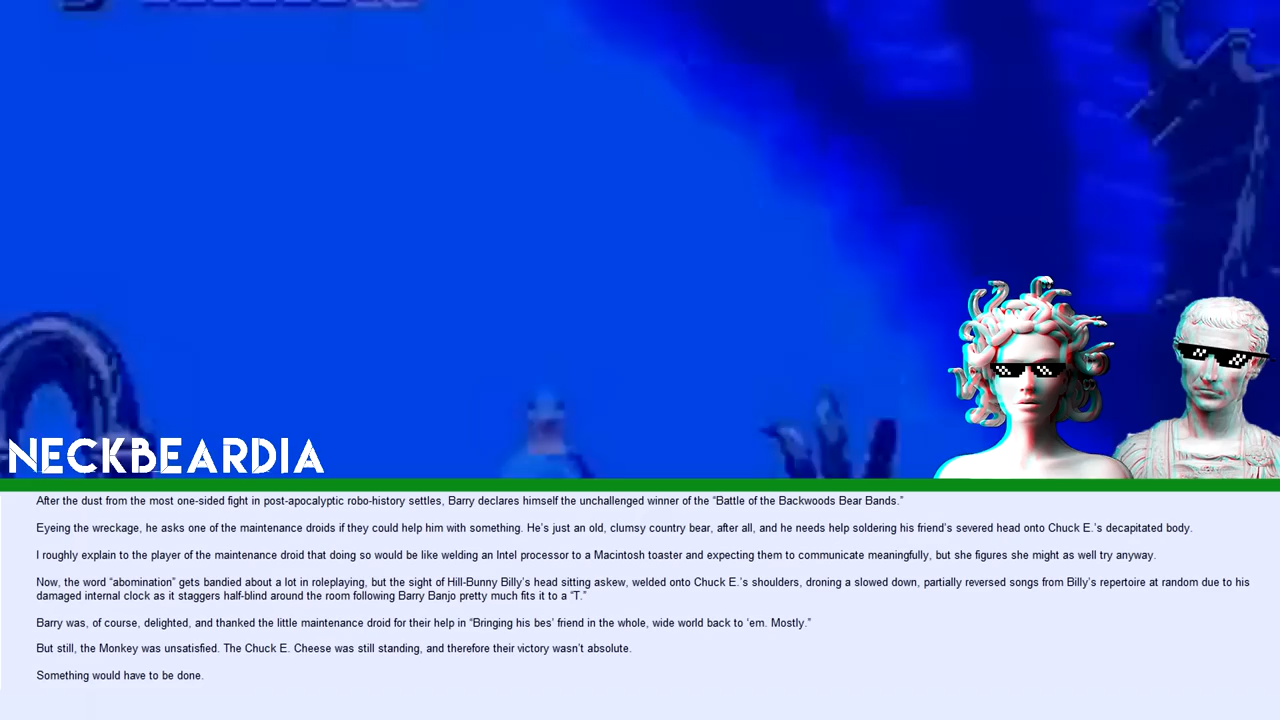 NECKBEARDIA
After the dust from the most one-sided fight in post-apocalyptic robo-history settles, Barry declares himself the unchallenged winner of the “Battle of the Backwoods Bear Bands.”
Eyeing the wreckage, he asks one of the maintenance droids if they could help him with something. He’s just an old, clumsy country bear, after all, and he needs help soldering his friend’s severed head onto Chuck E.’s decapitated body.
I roughly explain to the player of the maintenance droid that doing so would be like welding an Intel processor to a Macintosh toaster and expecting them to communicate meaningfully, but she figures she might as well try anyway.
Now, the word “abomination” gets bandied about a lot in roleplaying, but the sight of Hill-Bunny Billy’s head sitting askew, welded onto Chuck E.’s shoulders, droning a slowed down, partially reversed songs from Billy’s repertoire at random due to his
damaged internal clock as it staggers half-blind around the room following Barry Banjo pretty much fits it to a “T.”
Barry was, of course, delighted, and thanked the little maintenance droid for their help in “Bringing his bes’ friend in the whole, wide world back to ‘em. Mostly.”
But still, the Monkey was unsatisfied. The Chuck E. Cheese was still standing, and therefore their victory wasn’t absolute.
Something would have to be done.